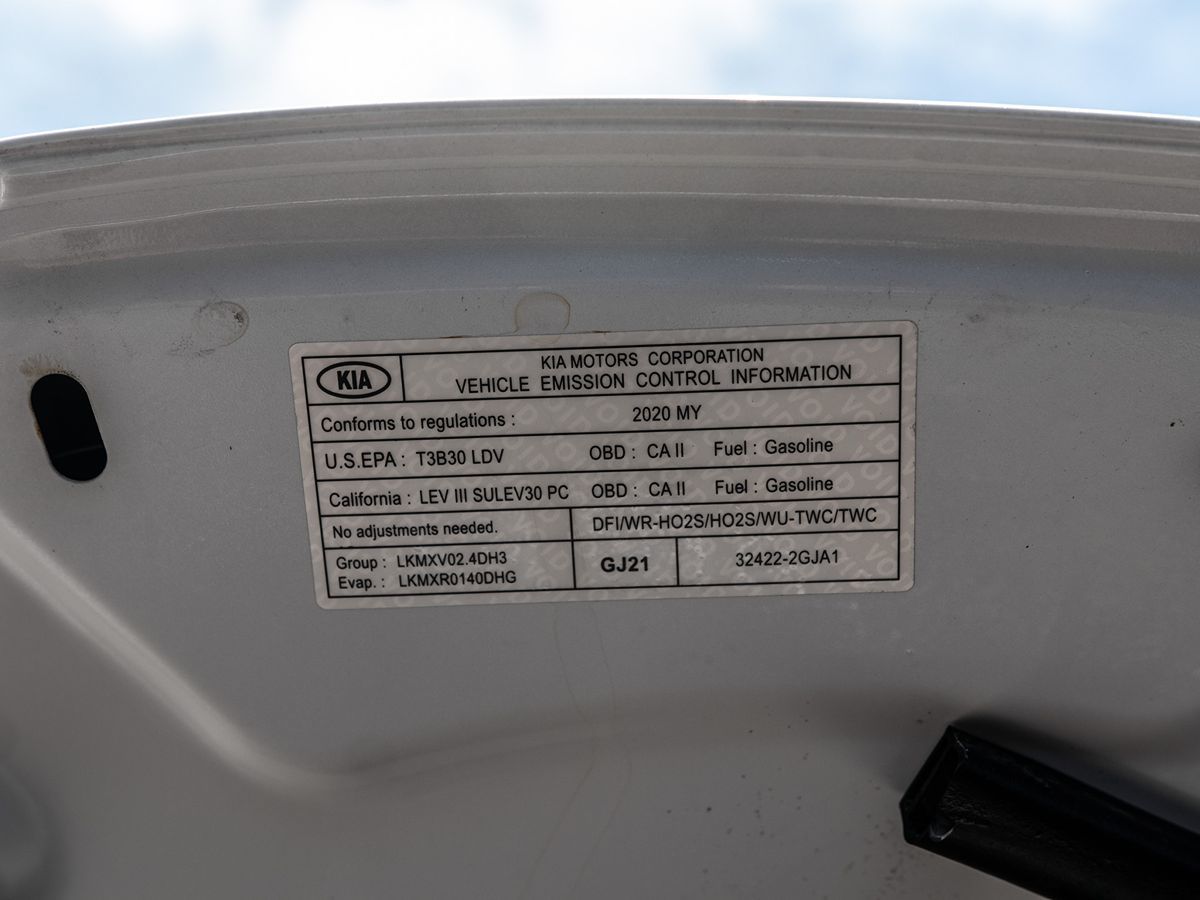 KIA
KIA MOTORS CORPORATION
VEHICLE EMISSION CONTROL INFORMATION
Conforms to regulations : 2020 MY
U.S.EPA : T3B30 LDV OBD : CA II Fuel : Gasoline
California : LEV III SULEV30 PC OBD : CA II Fuel : Gasoline
No adjustments needed. DFI/WR-HO2S/HO2S/WU-TWC/TWC
Group : LKMXV02.4DH3
Evap. : LKMXR0140DHG
GJ21
32422-2GJA1